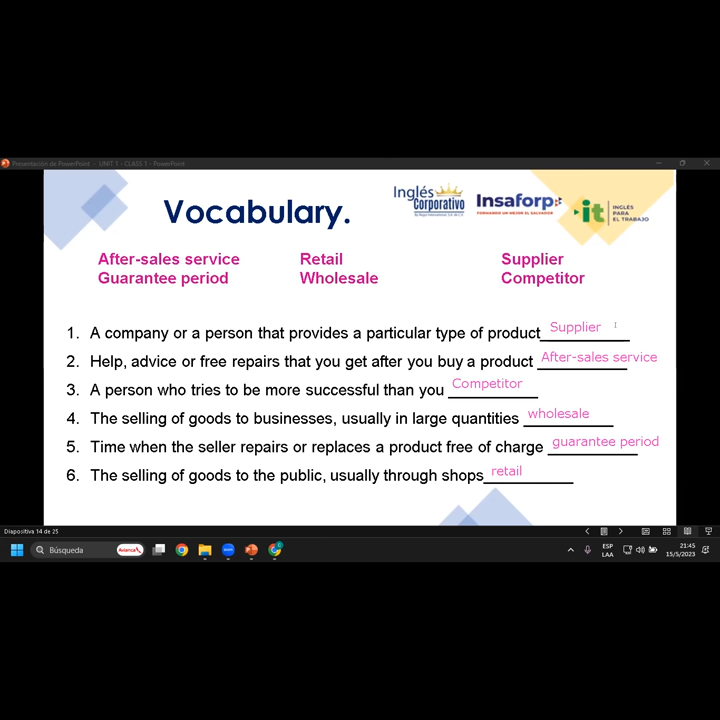 Presentación de PowerPoint - UNIT 1 - CLASS 1 - PowerPoint
Vocabulary.
Inglés
Corporativo
Insaforp
FORMANDO UN MEJOR EL SALVADOR
it
INGLÉS
PARA
EL TRABAJO
After-sales service Retail Supplier
Guarantee period Wholesale Competitor
1. A company or a person that provides a particular type of product Supplier
2. Help, advice or free repairs that you get after you buy a product After-sales service
3. A person who tries to be more successful than you Competitor
4. The selling of goods to businesses, usually in large quantities wholesale
5. Time when the seller repairs or replaces a product free of charge guarantee period
6. The selling of goods to the public, usually through shops retail
Diapositiva 14 de 25
Búsqueda
Avianca
ESP
LAA
21:45
15/5/2023